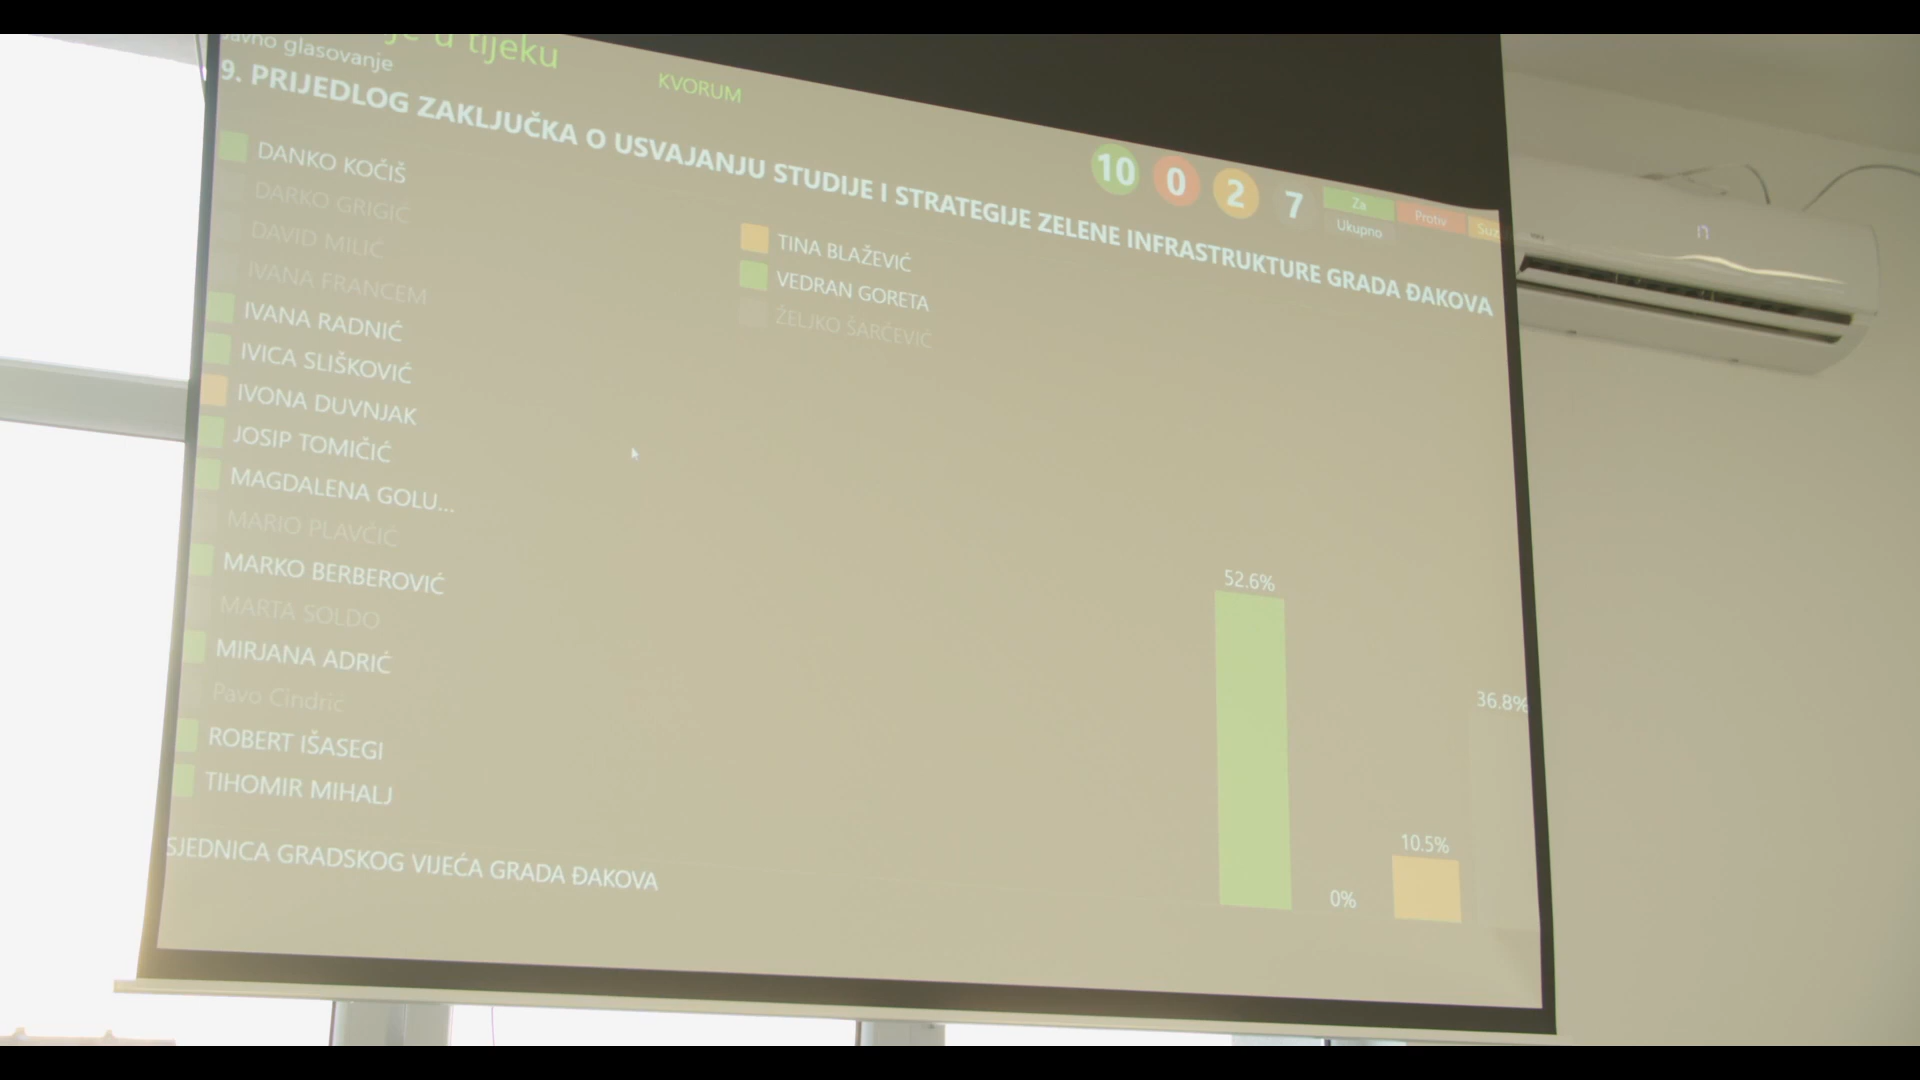 Javno glasovanje
je u tijeku
KVORUM
9. PRIJEDLOG ZAKLJUČKA O USVAJANJU STUDIJE I STRATEGIJE ZELENE INFRASTRUKTURE GRADA ĐAKOVA
10 0 2 7
Za Protiv Suz
Ukupno
DANKO KOČIŠ
DARKO GRIGIĆ
DAVID MILIĆ
IVANA FRANCEM
IVANA RADNIĆ
IVICA SLIŠKOVIĆ
IVONA DUVNJAK
JOSIP TOMIČIĆ
MAGDALENA GOLU...
MARIO PLAVČIĆ
MARKO BERBEROVIĆ
MARTA SOLDO
MIRJANA ADRIĆ
Pavo Cindrić
ROBERT IŠASEGI
TIHOMIR MIHALJ
TINA BLAŽEVIĆ
VEDRAN GORETA
ŽELJKO ŠARČEVIĆ
52.6%
0%
10.5%
36.8%
SJEDNICA GRADSKOG VIJEĆA GRADA ĐAKOVA